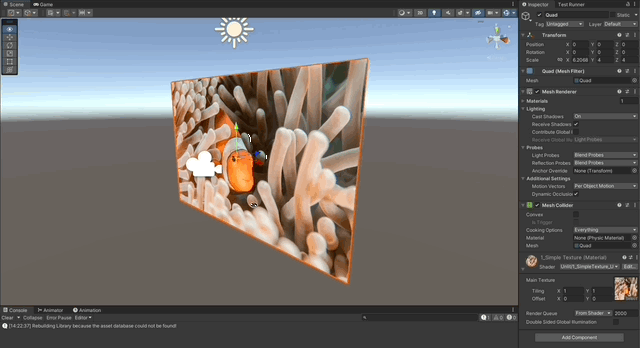 Scene Game
Inspector Test Runner
Quad Static
Tag Untagged Layer Default
Transform
Position X 0 Y 0 Z 0
Rotation X 0 Y 0 Z 0
Scale X 6.2068 Y 4 Z 4
Quad (Mesh Filter)
Mesh Quad
Mesh Renderer
Materials 1
Lighting
Cast Shadows On
Receive Shadows
Contribute Global I
Receive Global Illu Light Probes
Probes
Light Probes Blend Probes
Reflection Probes Blend Probes
Anchor Override None (Transform)
Additional Settings
Motion Vectors Per Object Motion
Dynamic Occlusion
Mesh Collider
Convex
Is Trigger
Cooking Options Everything
Material None (Physic Material)
Mesh Quad
1_Simple Texture (Material)
Shader Unlit/1_SimpleTexture_U Edit...
Main Texture
Tiling X 1 Y 1
Offset X 0 Y 0
Render Queue From Shader 2000
Double Sided Global Illumination
Add Component
Console Animator Animation
Clear Collapse Error Pause Editor 1 0 0
[14:22:37] Rebuilding Library because the asset database could not be found!